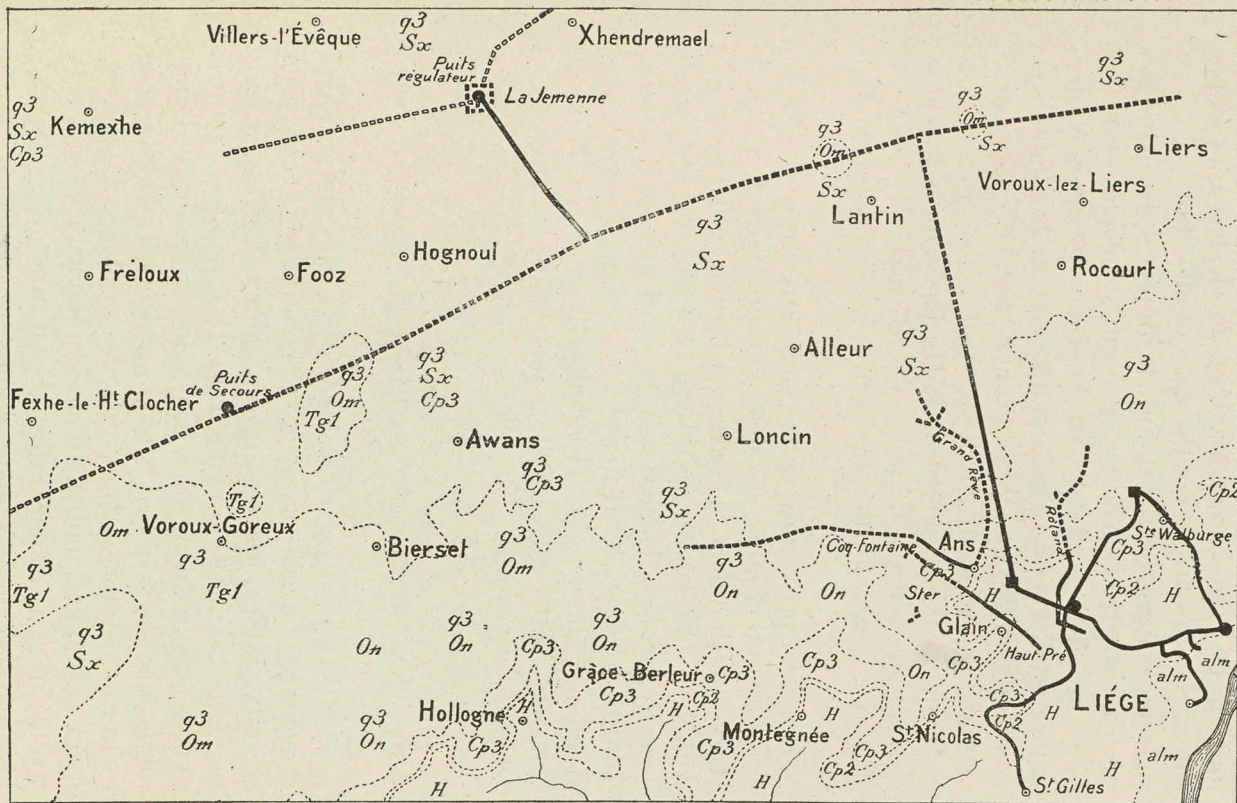 Villers-l'Évêque
q3
Sx
Xhendremael
Puits
régulateur
La Jemenne
q3
Sx
q3
Sx
Cp3
Kemexhe
q3
Om
Sx
q3
Om
Sx
Liers
Voroux-lez-Liers
Lantin
q3
Sx
Hognoul
Fréloux
Fooz
Rocourt
Alleur
q3
Sx
q3
Sx
Cp3
q3
On
q3
Om
Tg1
Puits
de Secours
Fexhe-le-Ht Clocher
Awans
Loncin
Grand Rêwe
q3
Cp3
q3
Sx
Cp2
Tg1
Om
Voroux-Goreux
Bierset
q3
Om
Coq-Fontaine
Ans
Roland
Ste Walburge
Cp3
Cp2
H
q3
Tg1
q3
Tg1
q3
On
On
Cp3
H
Ster
Glain
Haut-Pré
q3
Sx
On
q3
On
q3
On
Cp3
Grâce-Berleur
Cp3
Cp3
Cp2
H
Cp3
On
Cp3
alm
alm
LIÉGE
Hollogne
H
Cp3
Montegnée
H
St Nicolas
Cp3
Cp2
H
q3
Om
q3
On
Cp3
Cp3
Cp2
H
H
H
alm
St Gilles